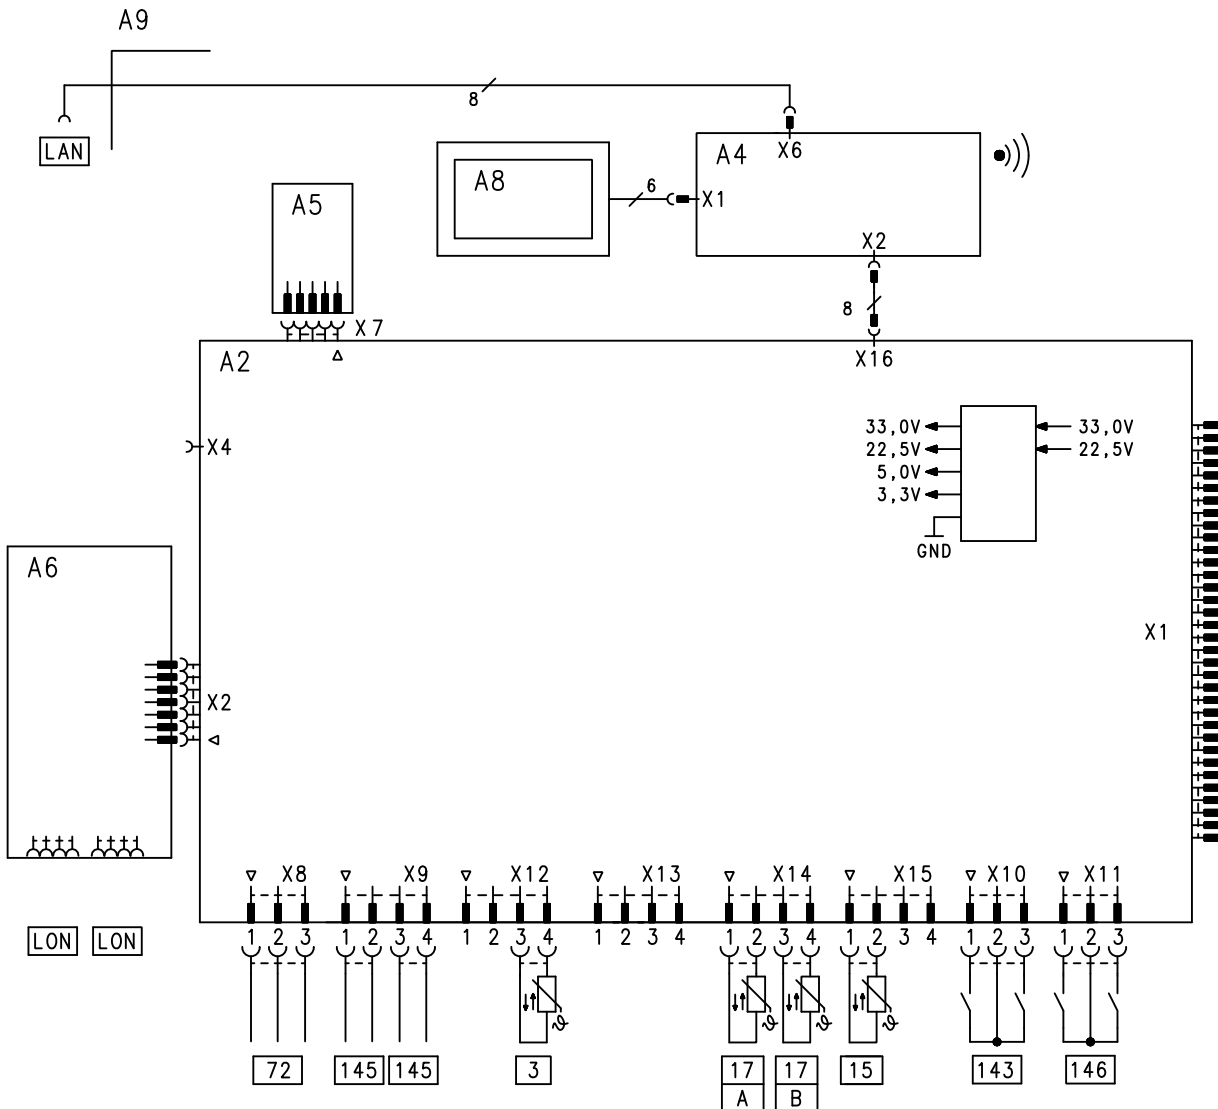 A9
8
LAN
A4
X6
A8
6
X1
A5
X2
X7
8
A2
X16
X4
33,0V 33,0V
22,5V 22,5V
5,0V
3,3V
GND
A6
X1
X2
X8 X9 X12 X13 X14 X15 X10 X11
1 2 3 1 2 3 4 1 2 3 4 1 2 3 4 1 2 3 4 1 2 3 4 1 2 3 1 2 3
LON LON
ϑ ϑ ϑ ϑ
72 145 145 3 17 17 15 143 146
A B